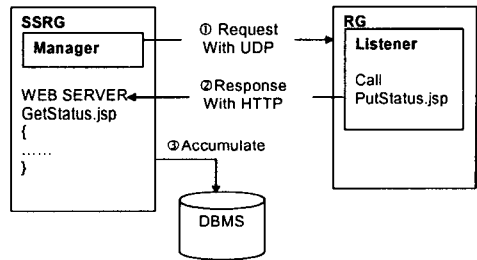 SSRG
Manager
WEB SERVER
GetStatus.jsp
{
......
}
① Request
With UDP
②Response
With HTTP
③Accumulate
DBMS
RG
Listener
Call
PutStatus.jsp